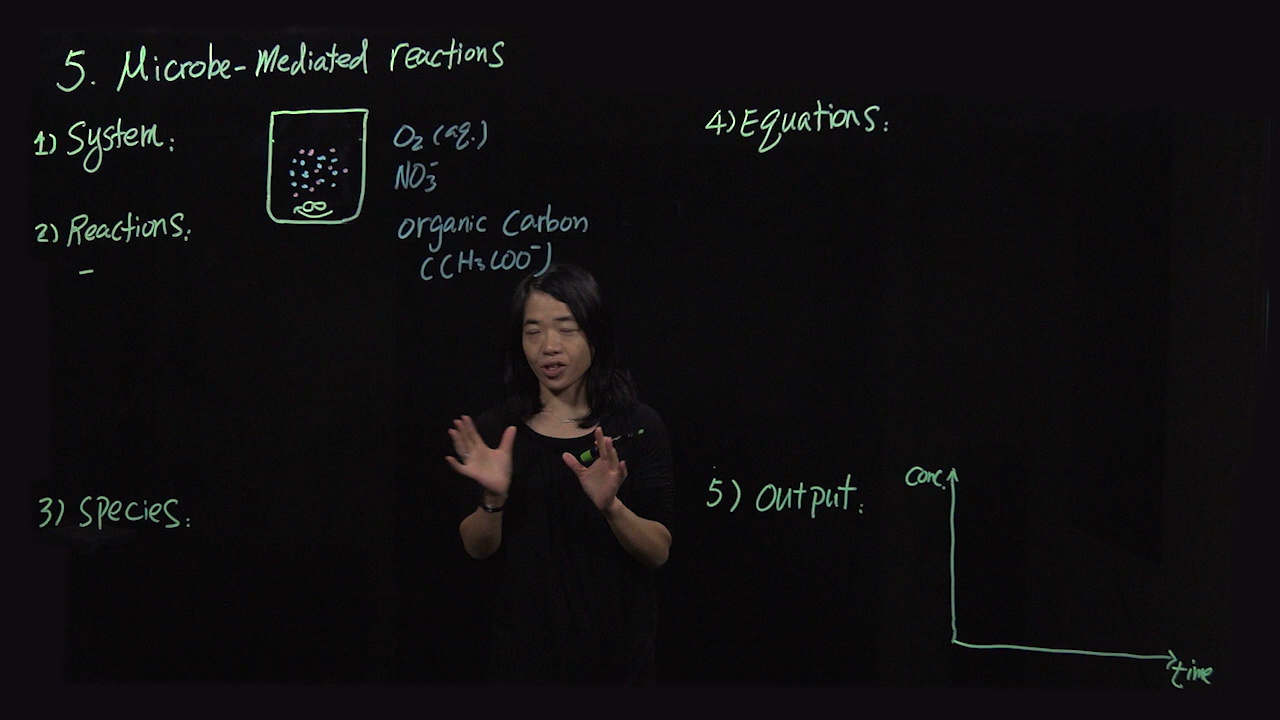 5. Microbe-Mediated reactions
1) System:
O2 (aq.)
NO3-
2) Reactions:
-
organic carbon
(CH3COO-)
3) Species:
4) Equations:
5) Output:
Conc.
time